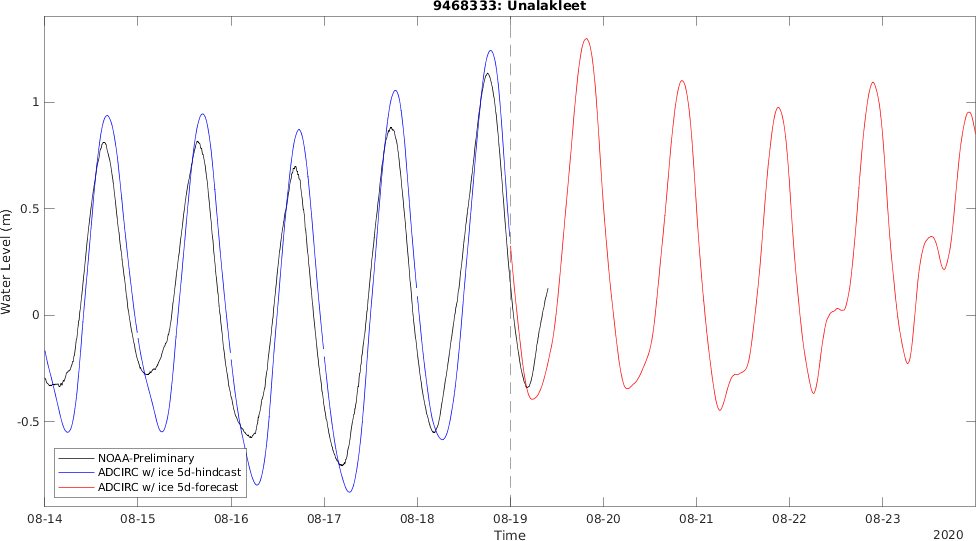 9468333: Unalakleet
Water Level (m)
1
0.5
0
-0.5
NOAA-Preliminary
ADCIRC w/ ice 5d-hindcast
ADCIRC w/ ice 5d-forecast
08-14 08-15 08-16 08-17 08-18 08-19 08-20 08-21 08-22 08-23
Time
2020